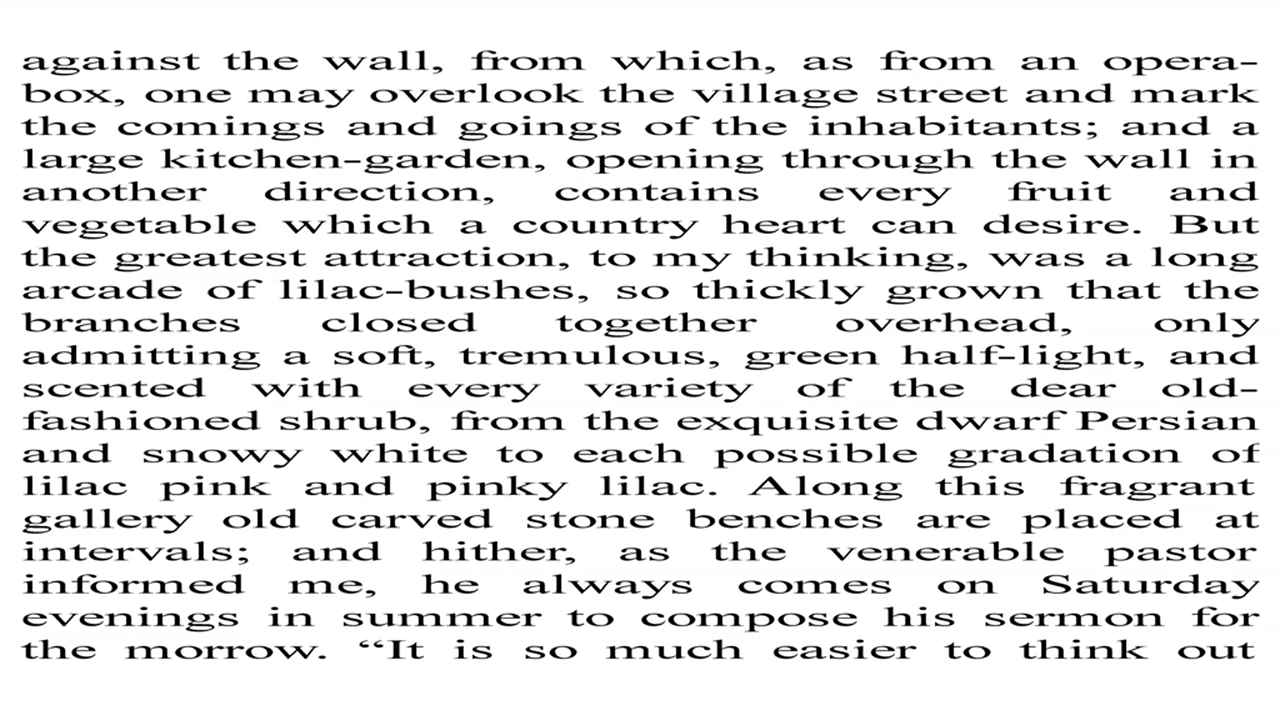 against the wall, from which, as from an opera-
box, one may overlook the village street and mark
the comings and goings of the inhabitants; and a
large kitchen-garden, opening through the wall in
another direction, contains every fruit and
vegetable which a country heart can desire. But
the greatest attraction, to my thinking, was a long
arcade of lilac-bushes, so thickly grown that the
branches closed together overhead, only
admitting a soft, tremulous, green half-light, and
scented with every variety of the dear old-
fashioned shrub, from the exquisite dwarf Persian
and snowy white to each possible gradation of
lilac pink and pinky lilac. Along this fragrant
gallery old carved stone benches are placed at
intervals; and hither, as the venerable pastor
informed me, he always comes on Saturday
evenings in summer to compose his sermon for
the morrow. “It is so much easier to think out